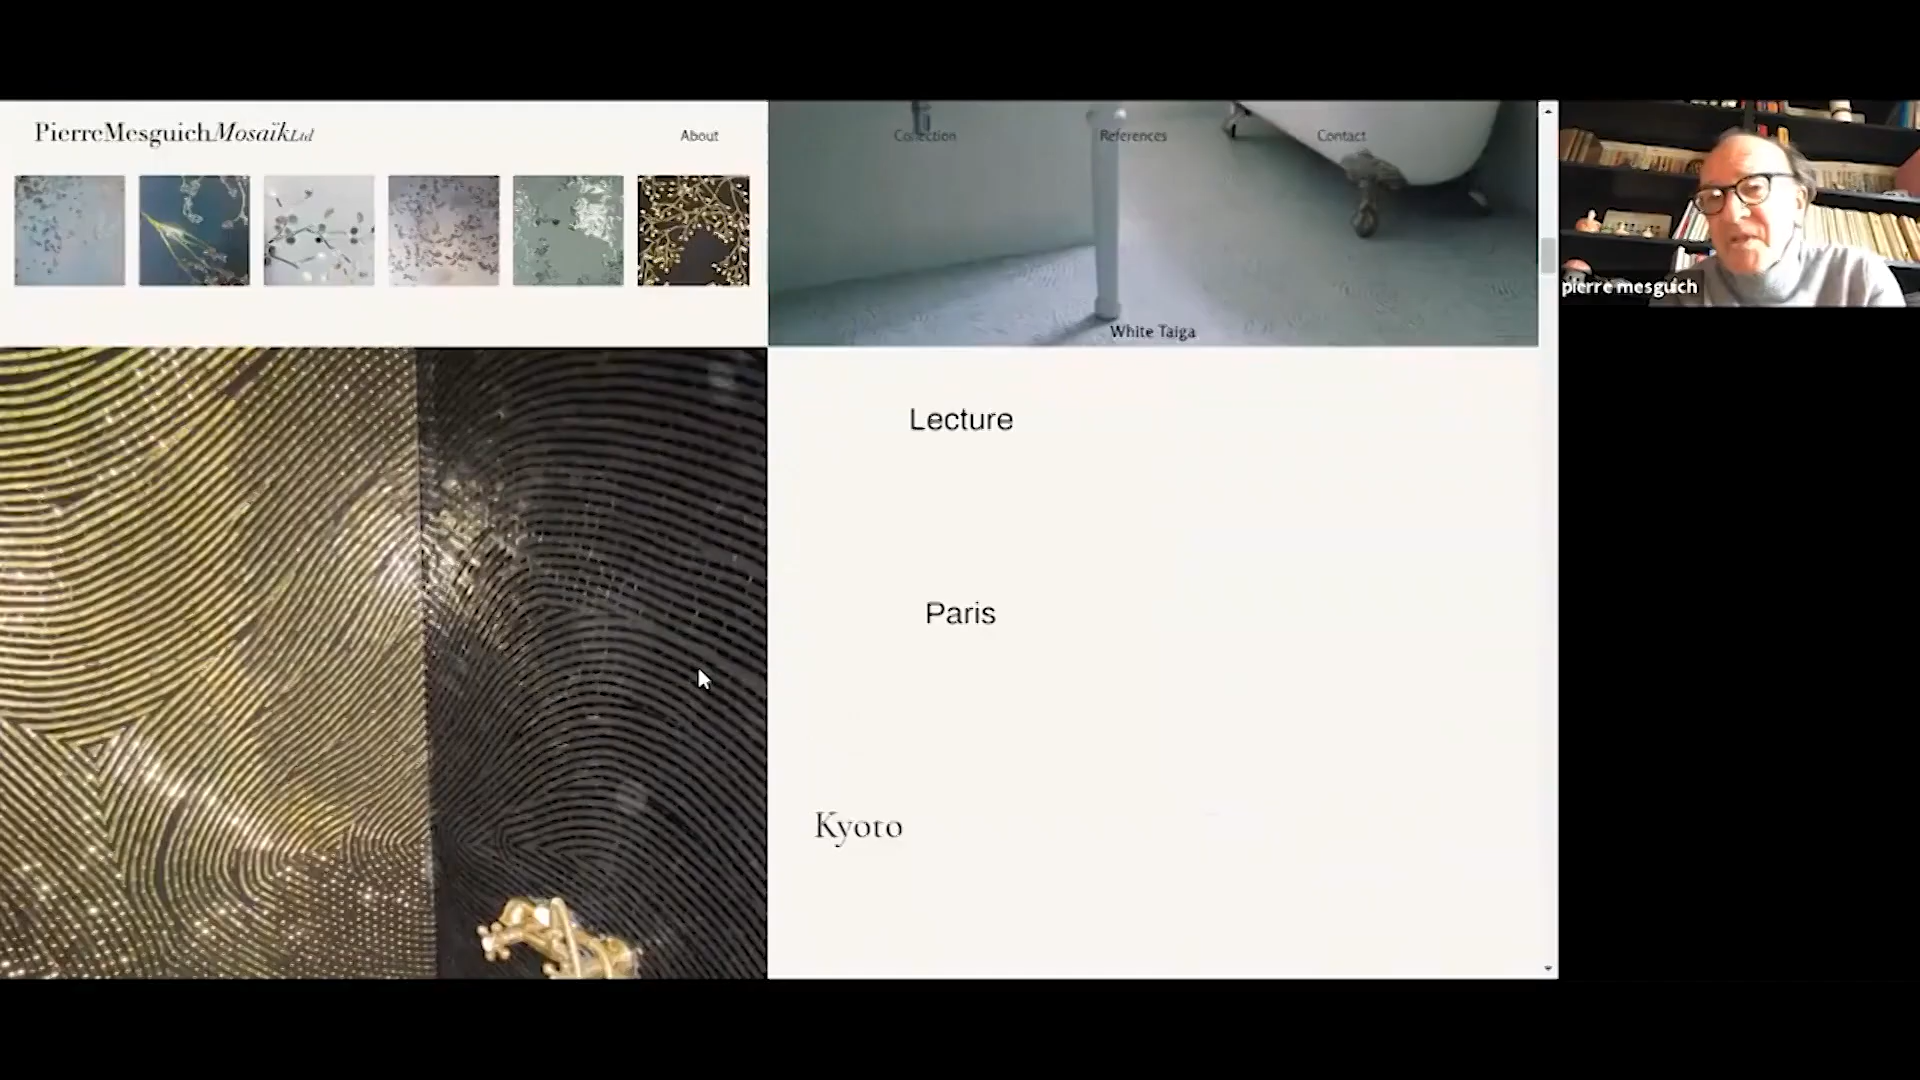 PierreMesguichMosaïkLtd
About
Collection
References
Contact
White Taiga
pierre mesguich
Lecture
Paris
Kyoto